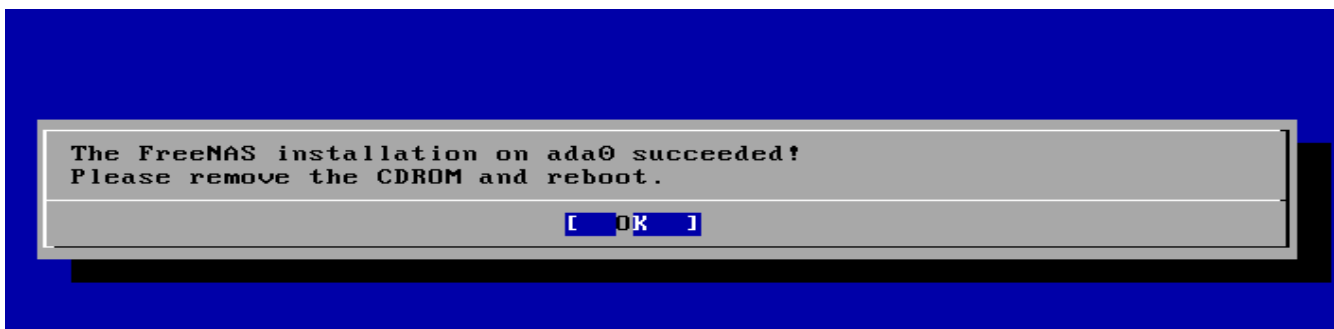 The FreeNAS installation on ada0 succeeded!
Please remove the CDROM and reboot.
[ OK ]